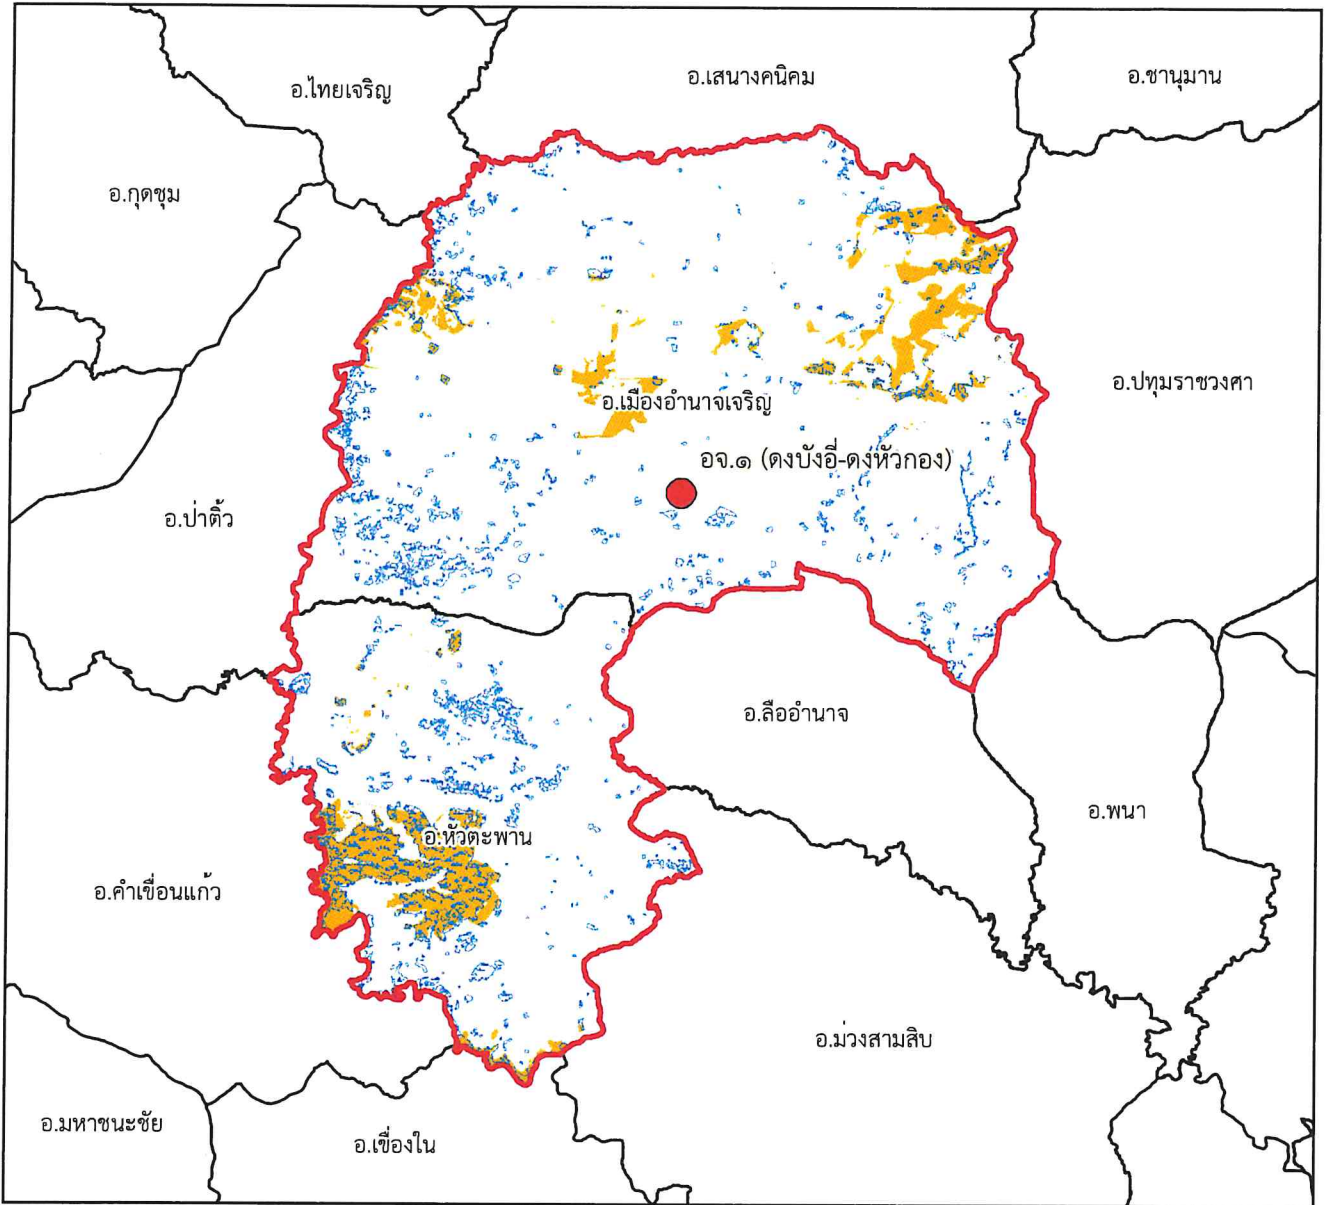 อ.ไทยเจริญ
อ.เสนางคนิคม
อ.ชานุมาน
อ.กุดชุม
อ.ปทุมราชวงศา
อ.เมืองอำนาจเจริญ
อจ.๑ (ดงบังอี่-ดงหัวกอง)
อ.ป่าติ้ว
อ.ลืออำนาจ
อ.พนา
อ.หัวตะพาน
อ.คำเขื่อนแก้ว
อ.ม่วงสามสิบ
อ.มหาชนะชัย
อ.เขื่องใน